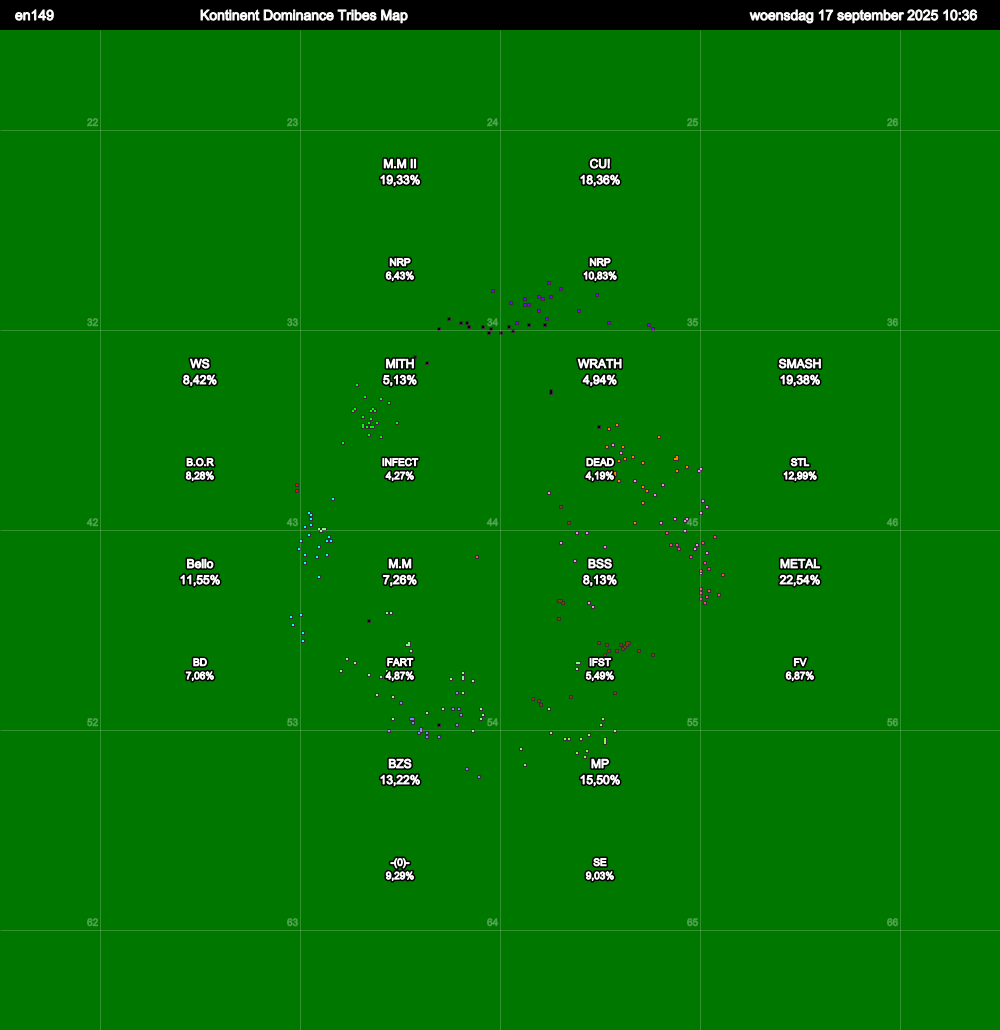 en149
Kontinent Dominance Tribes Map
woensdag 17 september 2025 10:36
22 23 24 25 26
M.M II CU!
19,33% 18,36%
NRP NRP
6,43% 10,83%
32 33 34 35 36
WS MITH WRATH SMASH
8,42% 5,13% 4,94% 19,38%
B.O.R INFECT DEAD STL
8,28% 4,27% 4,19% 12,99%
42 43 44 45 46
Bello M.M BSS METAL
11,55% 7,26% 8,13% 22,54%
BD FART IFST FV
7,06% 4,87% 5,49% 6,87%
52 53 54 55 56
BZS MP
13,22% 15,50%
-(0)- SE
9,29% 9,03%
62 63 64 65 66